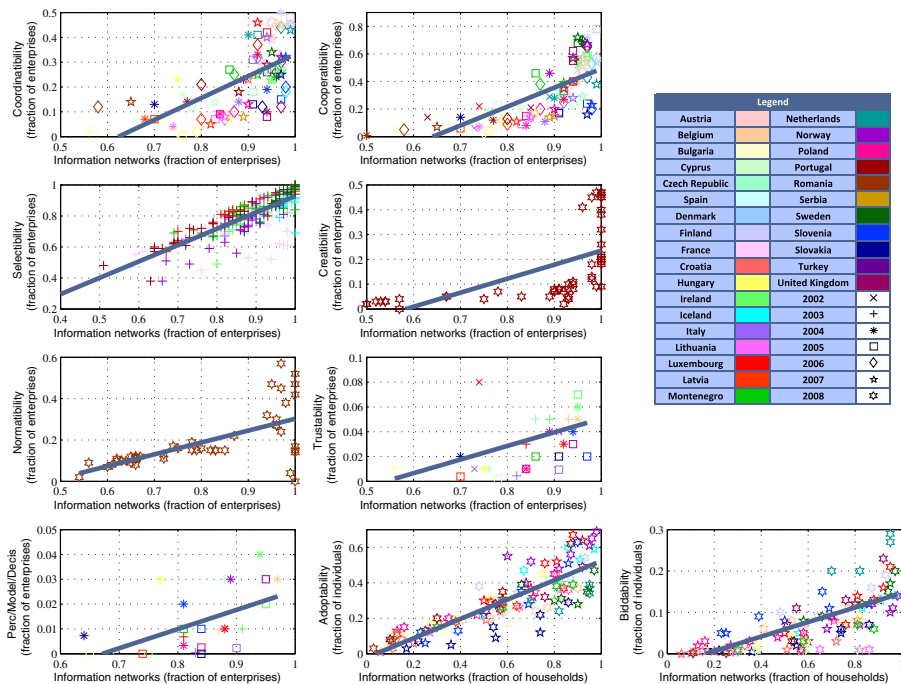 Coordinatibility
(fraction of enterprises)
0.5
0.4
0.3
0.2
0.1
0
0.5 0.6 0.7 0.8 0.9 1
Information networks (fraction of enterprises)
Cooperatibility
(fraction of enterprises)
0.8
0.6
0.4
0.2
0
0.5 0.6 0.7 0.8 0.9 1
Information networks (fraction of enterprises)
Selectibility
(fraction of enterprises)
1
0.8
0.6
0.4
0.2
0.4 0.5 0.6 0.7 0.8 0.9 1
Information networks (fraction of enterprises)
Creatibility
(fraction of enterprises)
0.5
0.4
0.3
0.2
0.1
0
0.5 0.6 0.7 0.8 0.9 1
Information networks (fraction of enterprises)
Normatibility
(fraction of enterprises)
0.6
0.4
0.2
0
0.5 0.6 0.7 0.8 0.9 1
Information networks (fraction of enterprises)
Trustability
(fraction of enterprises)
0.1
0.08
0.06
0.04
0.02
0
0.5 0.6 0.7 0.8 0.9 1
Information networks (fraction of enterprises)
Perc/Model/Decis
(fraction of enterprises)
0.05
0.04
0.03
0.02
0.01
0
0.6 0.7 0.8 0.9 1
Information networks (fraction of enterprises)
Adoptability
(fraction of individuals)
0.6
0.4
0.2
0
0 0.2 0.4 0.6 0.8 1
Information networks (fraction of households)
Biddability
(fraction of individuals)
0.3
0.2
0.1
0
0 0.2 0.4 0.6 0.8 1
Information networks (fraction of households)
Legend
Austria Netherlands
Belgium Norway
Bulgaria Poland
Cyprus Portugal
Czech Republic Romania
Spain Serbia
Denmark Sweden
Finland Slovenia
France Slovakia
Croatia Turkey
Hungary United Kingdom
Ireland 2002
Iceland 2003
Italy 2004
Lithuania 2005
Luxembourg 2006
Latvia 2007
Montenegro 2008